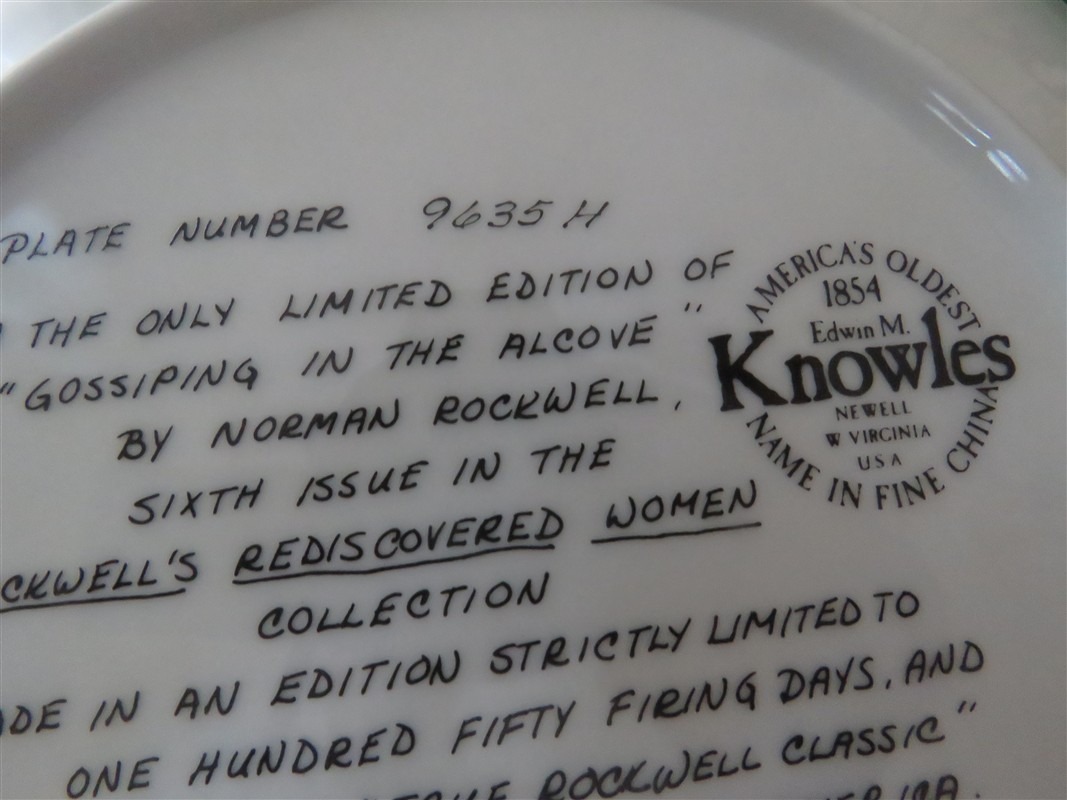 PLATE NUMBER 9635H
THE ONLY LIMITED EDITION OF
"GOSSIPING IN THE ALCOVE"
BY NORMAN ROCKWELL,
SIXTH ISSUE IN THE
CKWELL'S REDISCOVERED WOMEN
COLLECTION
DE IN AN EDITION STRICTLY LIMITED TO
ONE HUNDRED FIFTY FIRING DAYS, AND
ROCKWELL CLASSIC"
AMERICA'S OLDEST
1854
Edwin M.
Knowles
NEWELL
W VIRGINIA
USA
NAME IN FINE CHINA